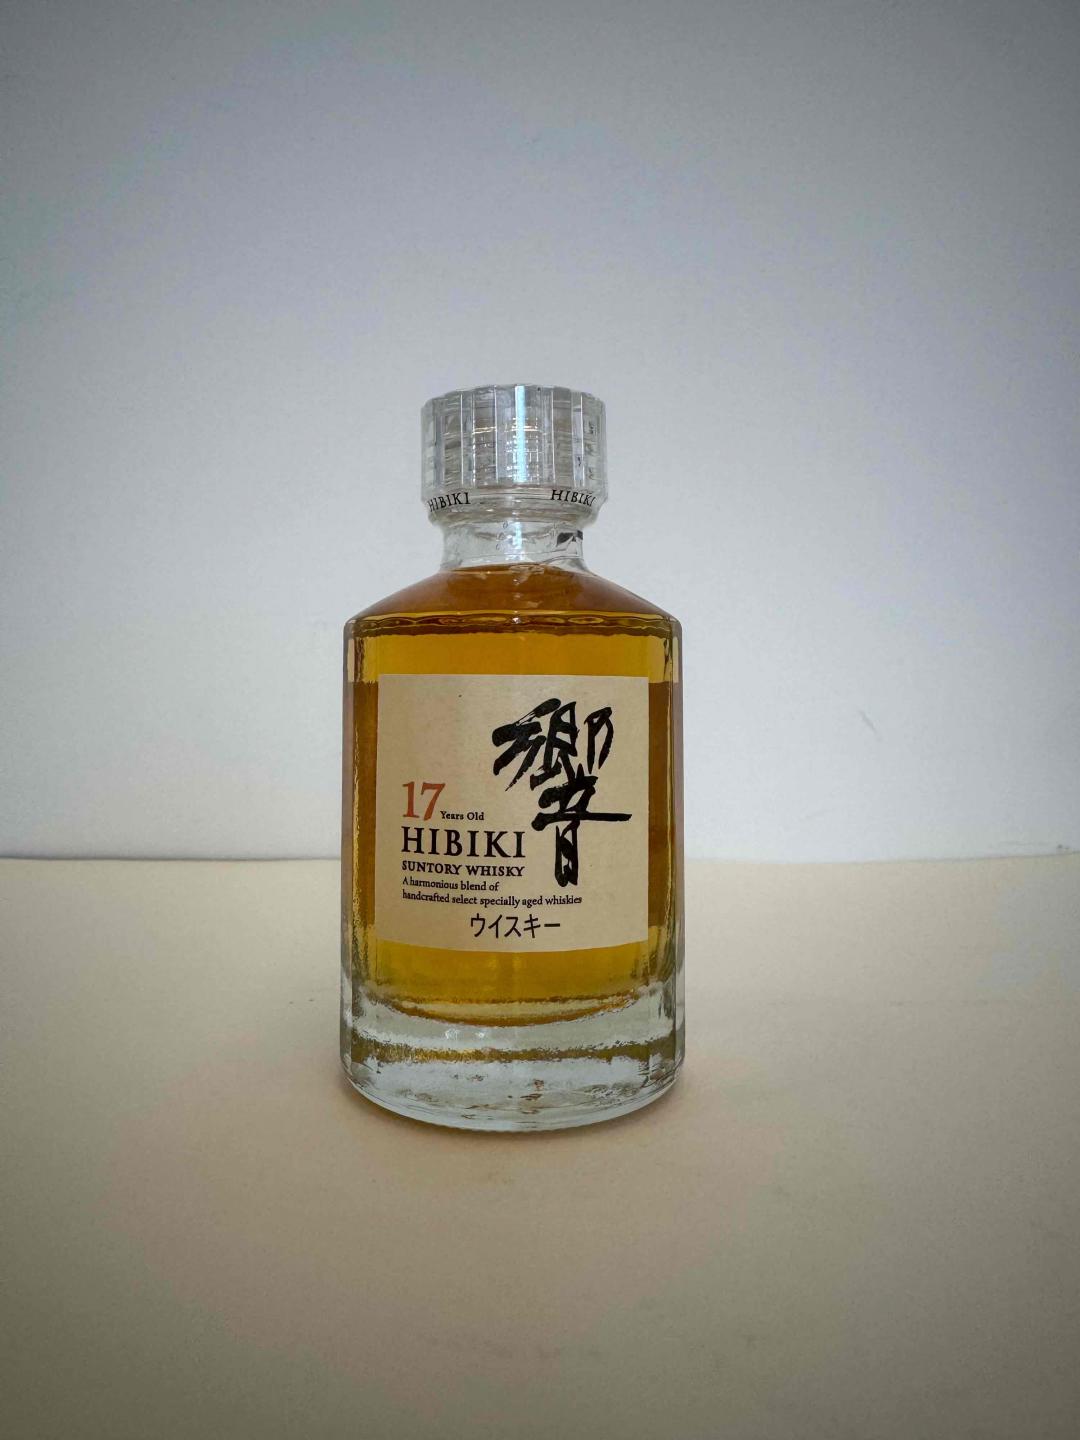 HIBIKI HIBIKI
響
17 Years Old
HIBIKI
SUNTORY WHISKY
A harmonious blend of
handcrafted select specially aged whiskies
ウイスキー